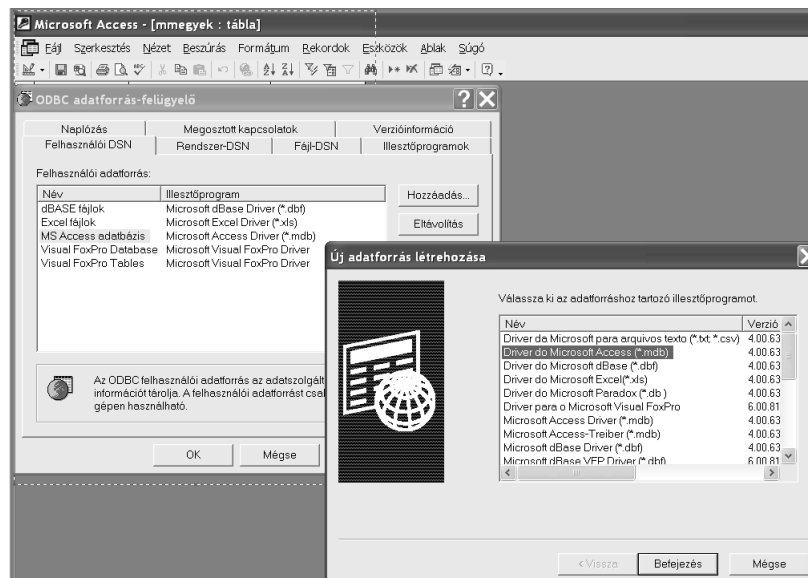 Microsoft Access - [mmegyek : tábla]
Fájl Szerkesztés Nézet Beszúrás Formátum Rekordok Eszközök Ablak Súgó
ODBC adatforrás-felügyelő
Naplózás Megosztott kapcsolatok Verzióinformáció
Felhasználói DSN Rendszer-DSN Fájl-DSN Illesztőprogramok
Felhasználói adatforrás:
Név Illesztőprogram
dBASE fájlok Microsoft dBase Driver (*.dbf)
Excel fájlok Microsoft Excel Driver (*.xls)
MS Access adatbázis Microsoft Access Driver (*.mdb)
Visual FoxPro Database Microsoft Visual FoxPro Driver
Visual FoxPro Tables Microsoft Visual FoxPro Driver
Hozzáadás...
Eltávolítás
Az ODBC felhasználói adatforrás az adatszolgált
információt tárolja. A felhasználói adatforrást csal
gépen használható.
OK Mégse
Új adatforrás létrehozása
Válassza ki az adatforráshoz tartozó illesztőprogramot.
Név Verzió
Driver da Microsoft para arquivos texto (*.txt; *.csv) 4.00.63
Driver do Microsoft Access (*.mdb) 4.00.63
Driver do Microsoft dBase (*.dbf) 4.00.63
Driver do Microsoft Excel(*.xls) 4.00.63
Driver do Microsoft Paradox (*.db ) 4.00.63
Driver para o Microsoft Visual FoxPro 6.00.81
Microsoft Access Driver (*.mdb) 4.00.63
Microsoft Access-Treiber (*.mdb) 4.00.63
Microsoft dBase Driver (*.dbf) 4.00.63
Microsoft dBase VFP Driver (*.dbf) 6.00.81
< Vissza Befejezés Mégse